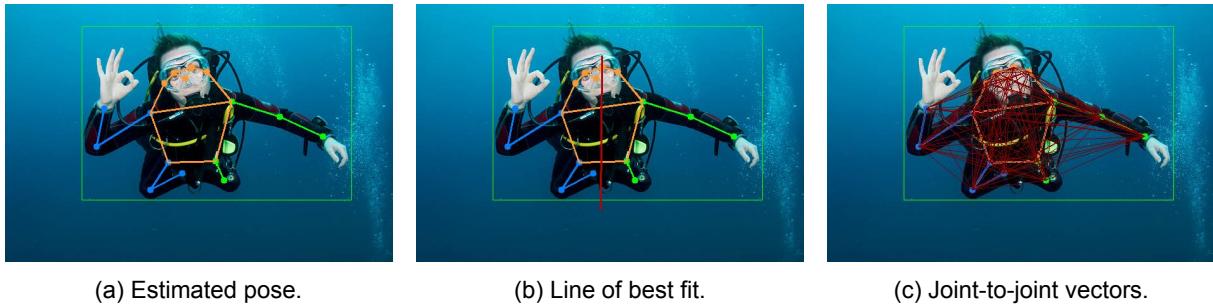 (a) Estimated pose.
(b) Line of best fit.
(c) Joint-to-joint vectors.